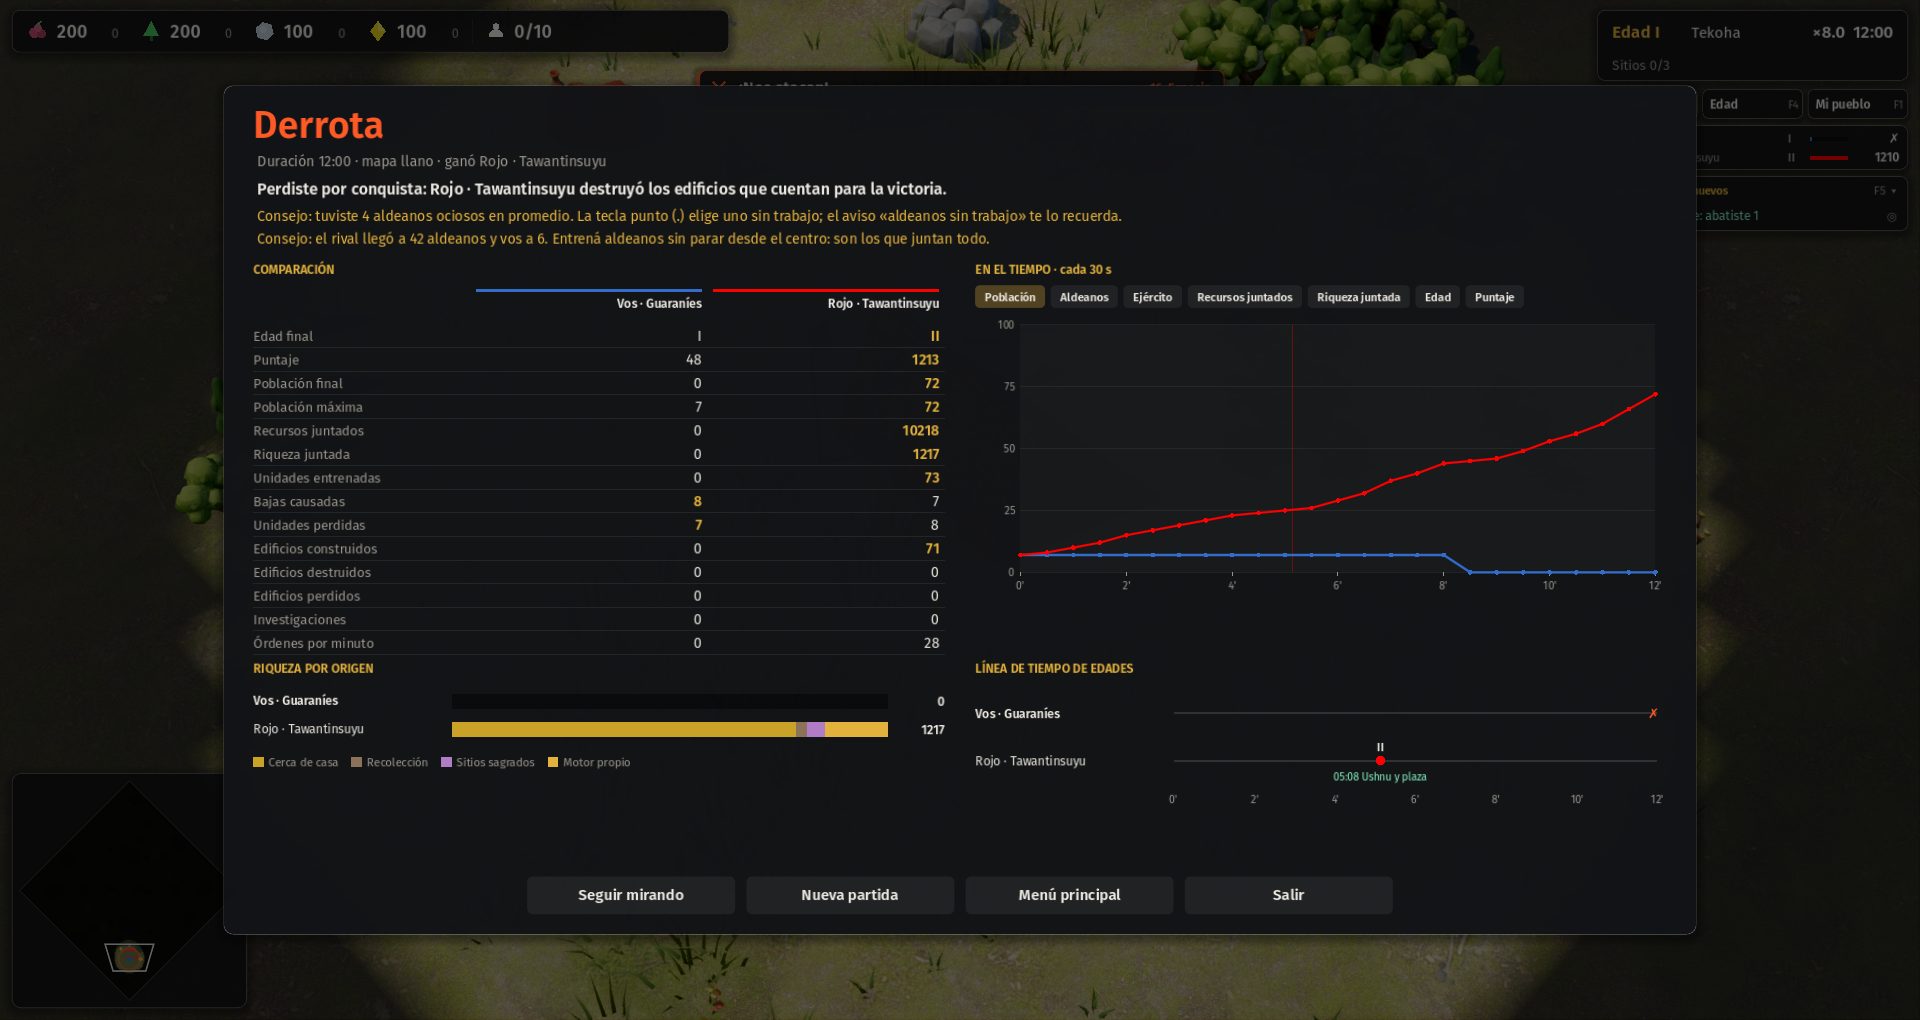 200 0 200 0 100 0 100 0 0/10
Edad I Tekoha ×8.0 12:00
Sitios 0/3
Edad F4 Mi pueblo F1
I ✗
suyu II 1210
F5
: abatiste 1
Derrota
Duración 12:00 · mapa llano · ganó Rojo · Tawantinsuyu
Perdiste por conquista: Rojo · Tawantinsuyu destruyó los edificios que cuentan para la victoria.
Consejo: tuviste 4 aldeanos ociosos en promedio. La tecla punto (.) elige uno sin trabajo; el aviso «aldeanos sin trabajo» te lo recuerda.
Consejo: el rival llegó a 42 aldeanos y vos a 6. Entrená aldeanos sin parar desde el centro: son los que juntan todo.
COMPARACIÓN
Vos · Guaraníes Rojo · Tawantinsuyu
Edad final I II
Puntaje 48 1213
Población final 0 72
Población máxima 7 72
Recursos juntados 0 10218
Riqueza juntada 0 1217
Unidades entrenadas 0 73
Bajas causadas 8 7
Unidades perdidas 7 8
Edificios construidos 0 71
Edificios destruidos 0 0
Edificios perdidos 0 0
Investigaciones 0 0
Órdenes por minuto 0 28
EN EL TIEMPO · cada 30 s
Población Aldeanos Ejército Recursos juntados Riqueza juntada Edad Puntaje
100
75
50
25
0
0' 2' 4' 6' 8' 10' 12'
RIQUEZA POR ORIGEN
Vos · Guaraníes 0
Rojo · Tawantinsuyu 1217
Cerca de casa Recolección Sitios sagrados Motor propio
LÍNEA DE TIEMPO DE EDADES
Vos · Guaraníes ✗
II
Rojo · Tawantinsuyu
05:08 Ushnu y plaza
0' 2' 4' 6' 8' 10' 12'
Seguir mirando Nueva partida Menú principal Salir